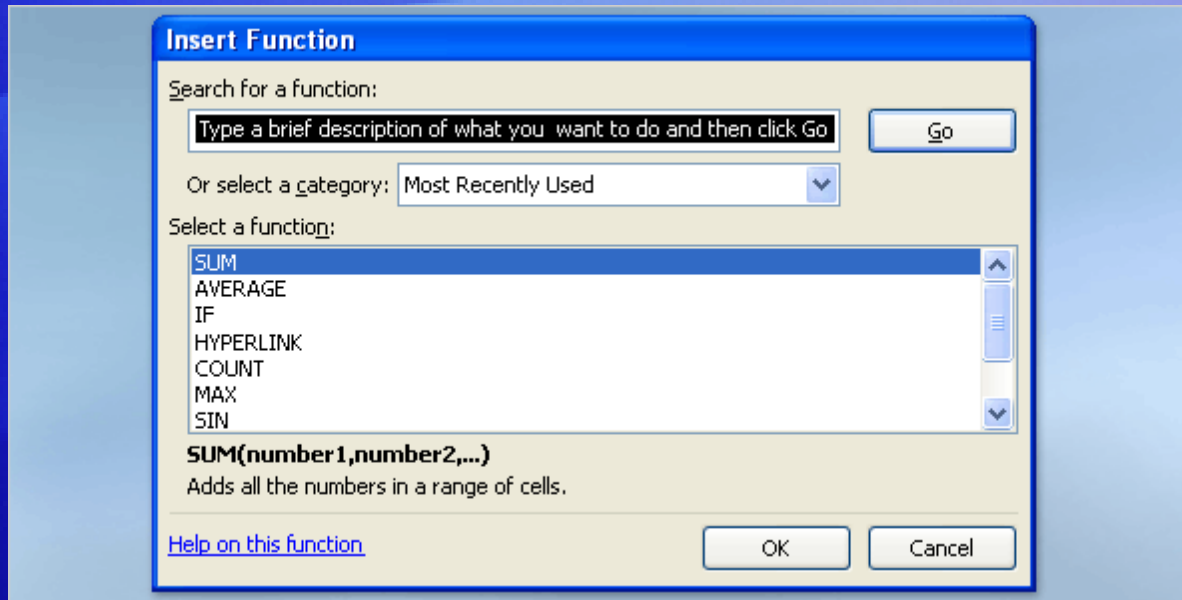 Insert Function
Search for a function:
Type a brief description of what you want to do and then click Go
Go
Or select a category:
Most Recently Used
Select a function:
SUM
AVERAGE
IF
HYPERLINK
COUNT
MAX
SIN
SUM(number1,number2,...)
Adds all the numbers in a range of cells.
Help on this function
OK
Cancel